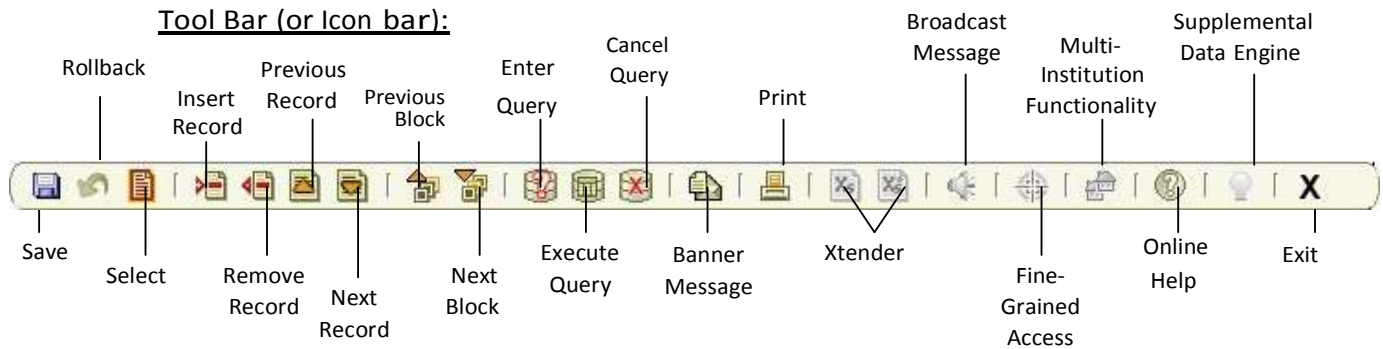 Tool Bar (or Icon bar):
Rollback
Insert
Record
Previous
Record
Previous
Block
Enter
Query
Cancel
Query
Print
Broadcast
Message
Multi-
Institution
Functionality
Supplemental
Data Engine
Save
Select
Remove
Record
Next
Record
Next
Block
Execute
Query
Banner
Message
Xtender
Fine-
Grained
Access
Online
Help
Exit